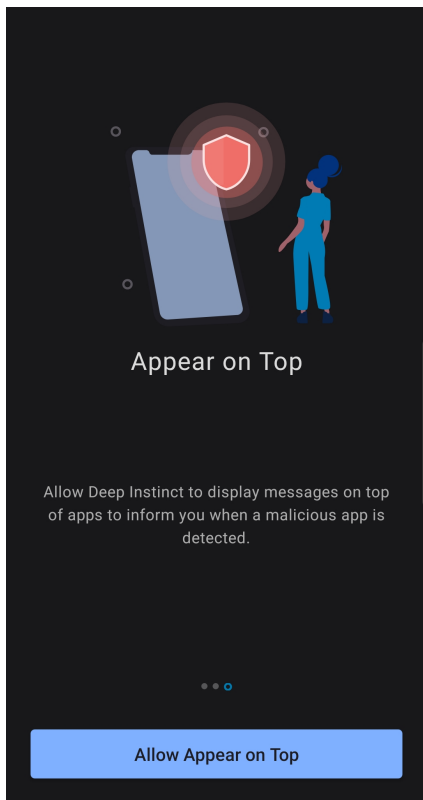 Appear on Top
Allow Deep Instinct to display messages on top
of apps to inform you when a malicious app is
detected.
Allow Appear on Top